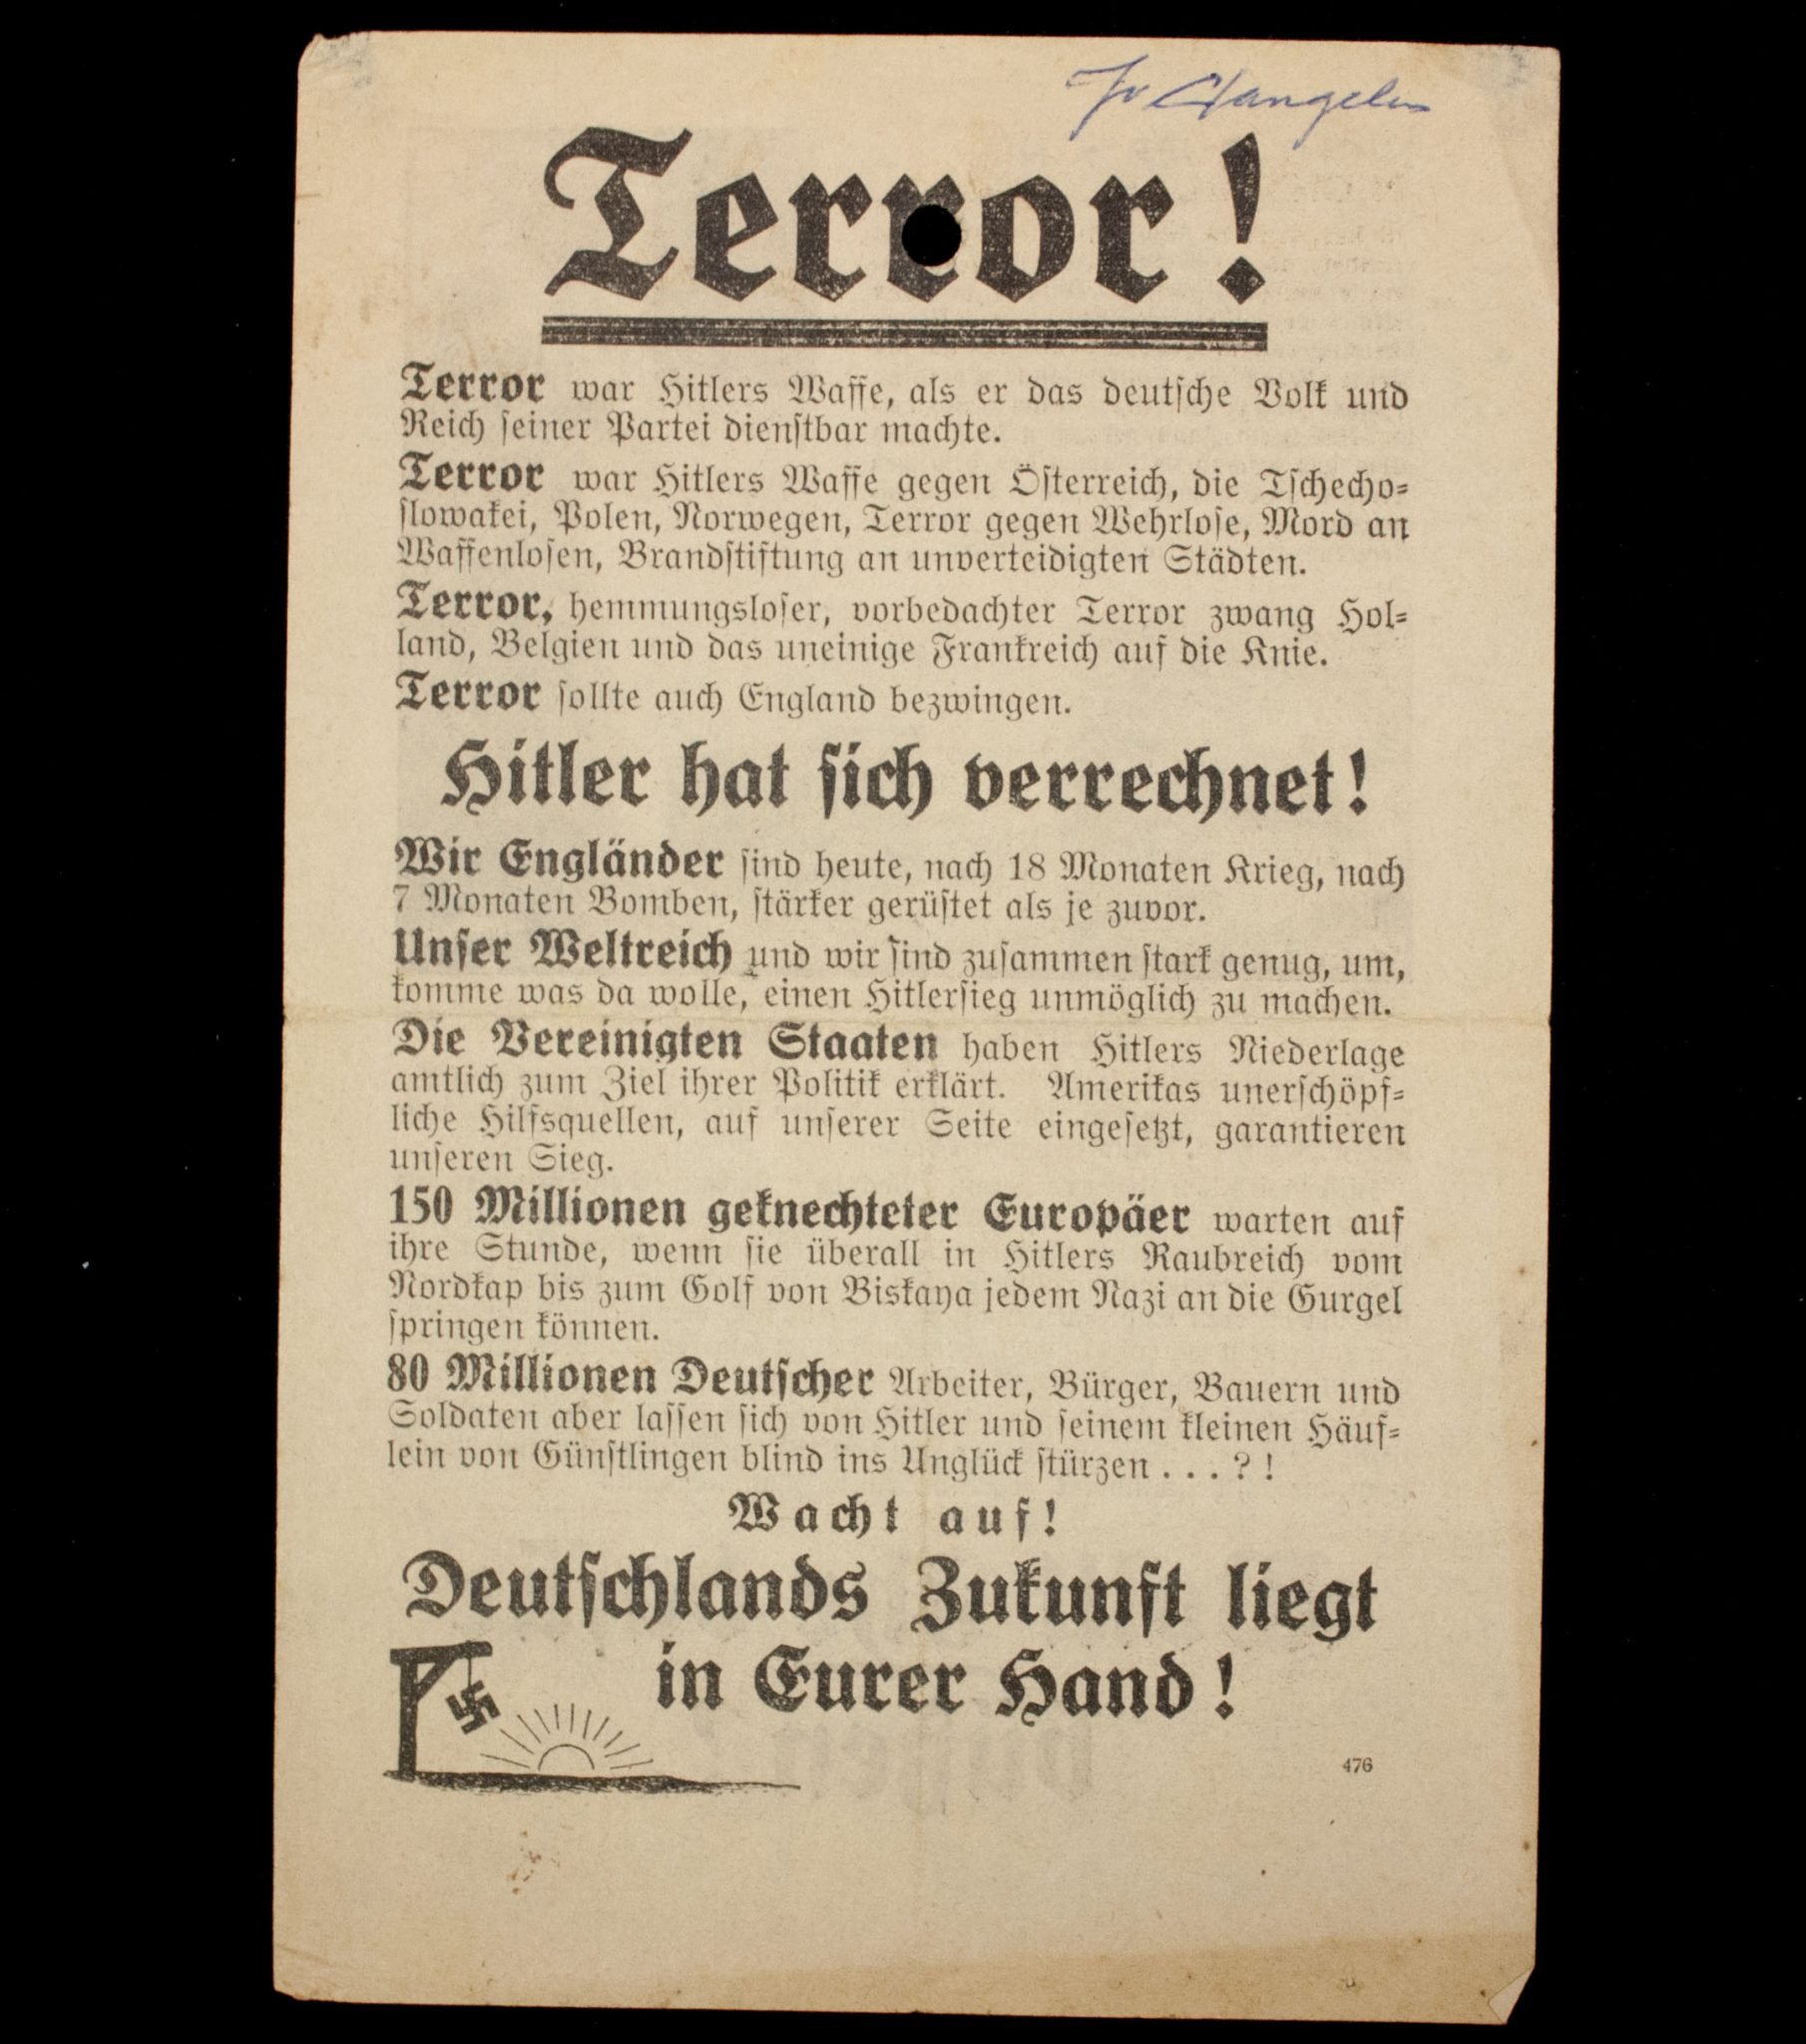 Terror!
Terror war Hitlers Waffe, als er das deutsche Volk und
Reich seiner Partei dienstbar machte.
Terror war Hitlers Waffe gegen Österreich, die Tschecho-
slowakei, Polen, Norwegen, Terror gegen Wehrlose, Mord an
Waffenlosen, Brandstiftung an unverteidigten Städten.
Terror, hemmungsloser, vorbedachter Terror zwang Hol-
land, Belgien und das uneinige Frankreich auf die Knie.
Terror sollte auch England bezwingen.
Hitler hat sich verrechnet!
Wir Engländer sind heute, nach 18 Monaten Krieg, nach
7 Monaten Bomben, stärker gerüstet als je zuvor.
Unser Weltreich und wir sind zusammen stark genug, um,
komme was da wolle, einen Hitlersieg unmöglich zu machen.
Die Vereinigten Staaten haben Hitlers Niederlage
amtlich zum Ziel ihrer Politik erklärt. Amerikas unerschöpf-
liche Hilfsquellen, auf unserer Seite eingesetzt, garantieren
unseren Sieg.
150 Millionen geknechteter Europäer warten auf
ihre Stunde, wenn sie überall in Hitlers Raubreich vom
Nordkap bis zum Golf von Biskaya jedem Nazi an die Gurgel
springen können.
80 Millionen Deutscher Arbeiter, Bürger, Bauern und
Soldaten aber lassen sich von Hitler und seinem kleinen Häuf-
lein von Günstlingen blind ins Unglück stürzen . . . ? !
Wacht auf!
Deutschlands Zukunft liegt
in Eurer Hand!
476